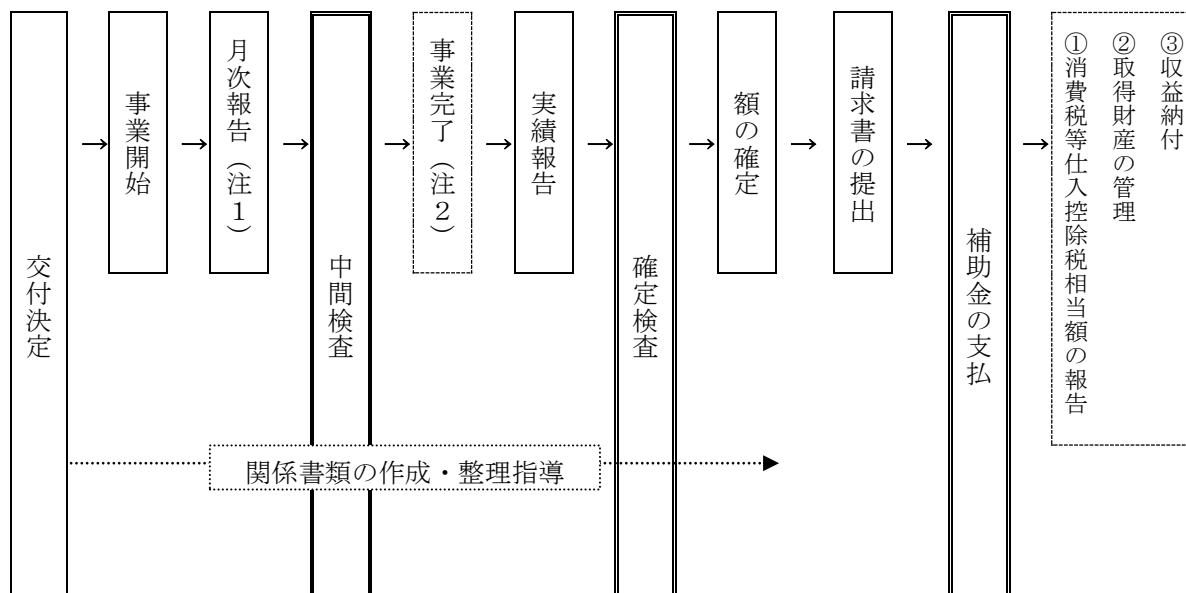 交付決定
事業開始
月次報告（注１）
中間検査
事業完了（注２）
実績報告
確定検査
額の確定
請求書の提出
補助金の支払
①消費税等仕入控除税相当額の報告
②取得財産の管理
③収益納付
関係書類の作成・整理指導